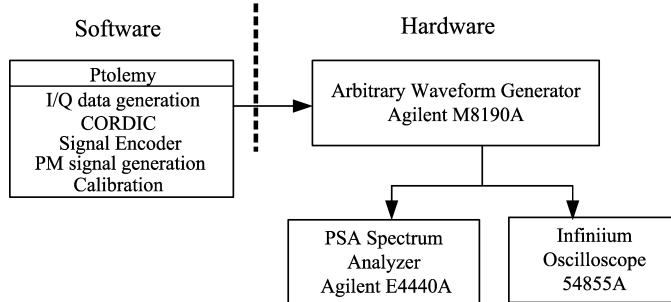 Software
Hardware
Ptolemy
I/Q data generation
CORDIC
Signal Encoder
PM signal generation
Calibration
Arbitrary Waveform Generator
Agilent M8190A
PSA Spectrum
Analyzer
Agilent E4440A
Infiniium
Oscilloscope
54855A